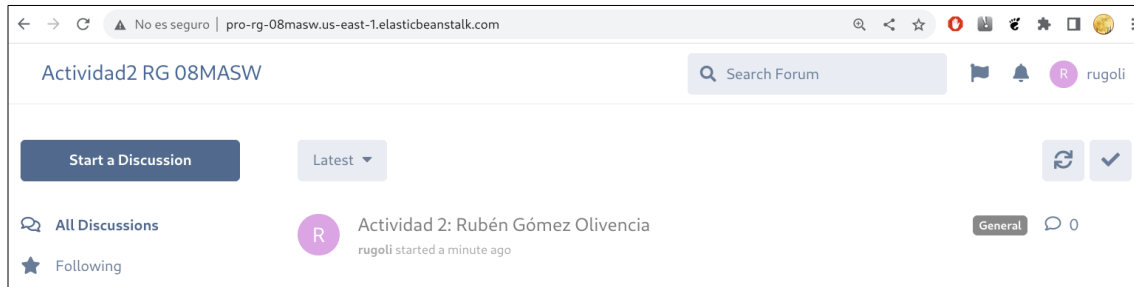 No es seguro | pro-rg-08masw.us-east-1.elasticbeanstalk.com
Actividad2 RG 08MASW
Search Forum
R rugoli
Start a Discussion
Latest
All Discussions
R Actividad 2: Rubén Gómez Olivencia
General 0
rugoli started a minute ago
Following